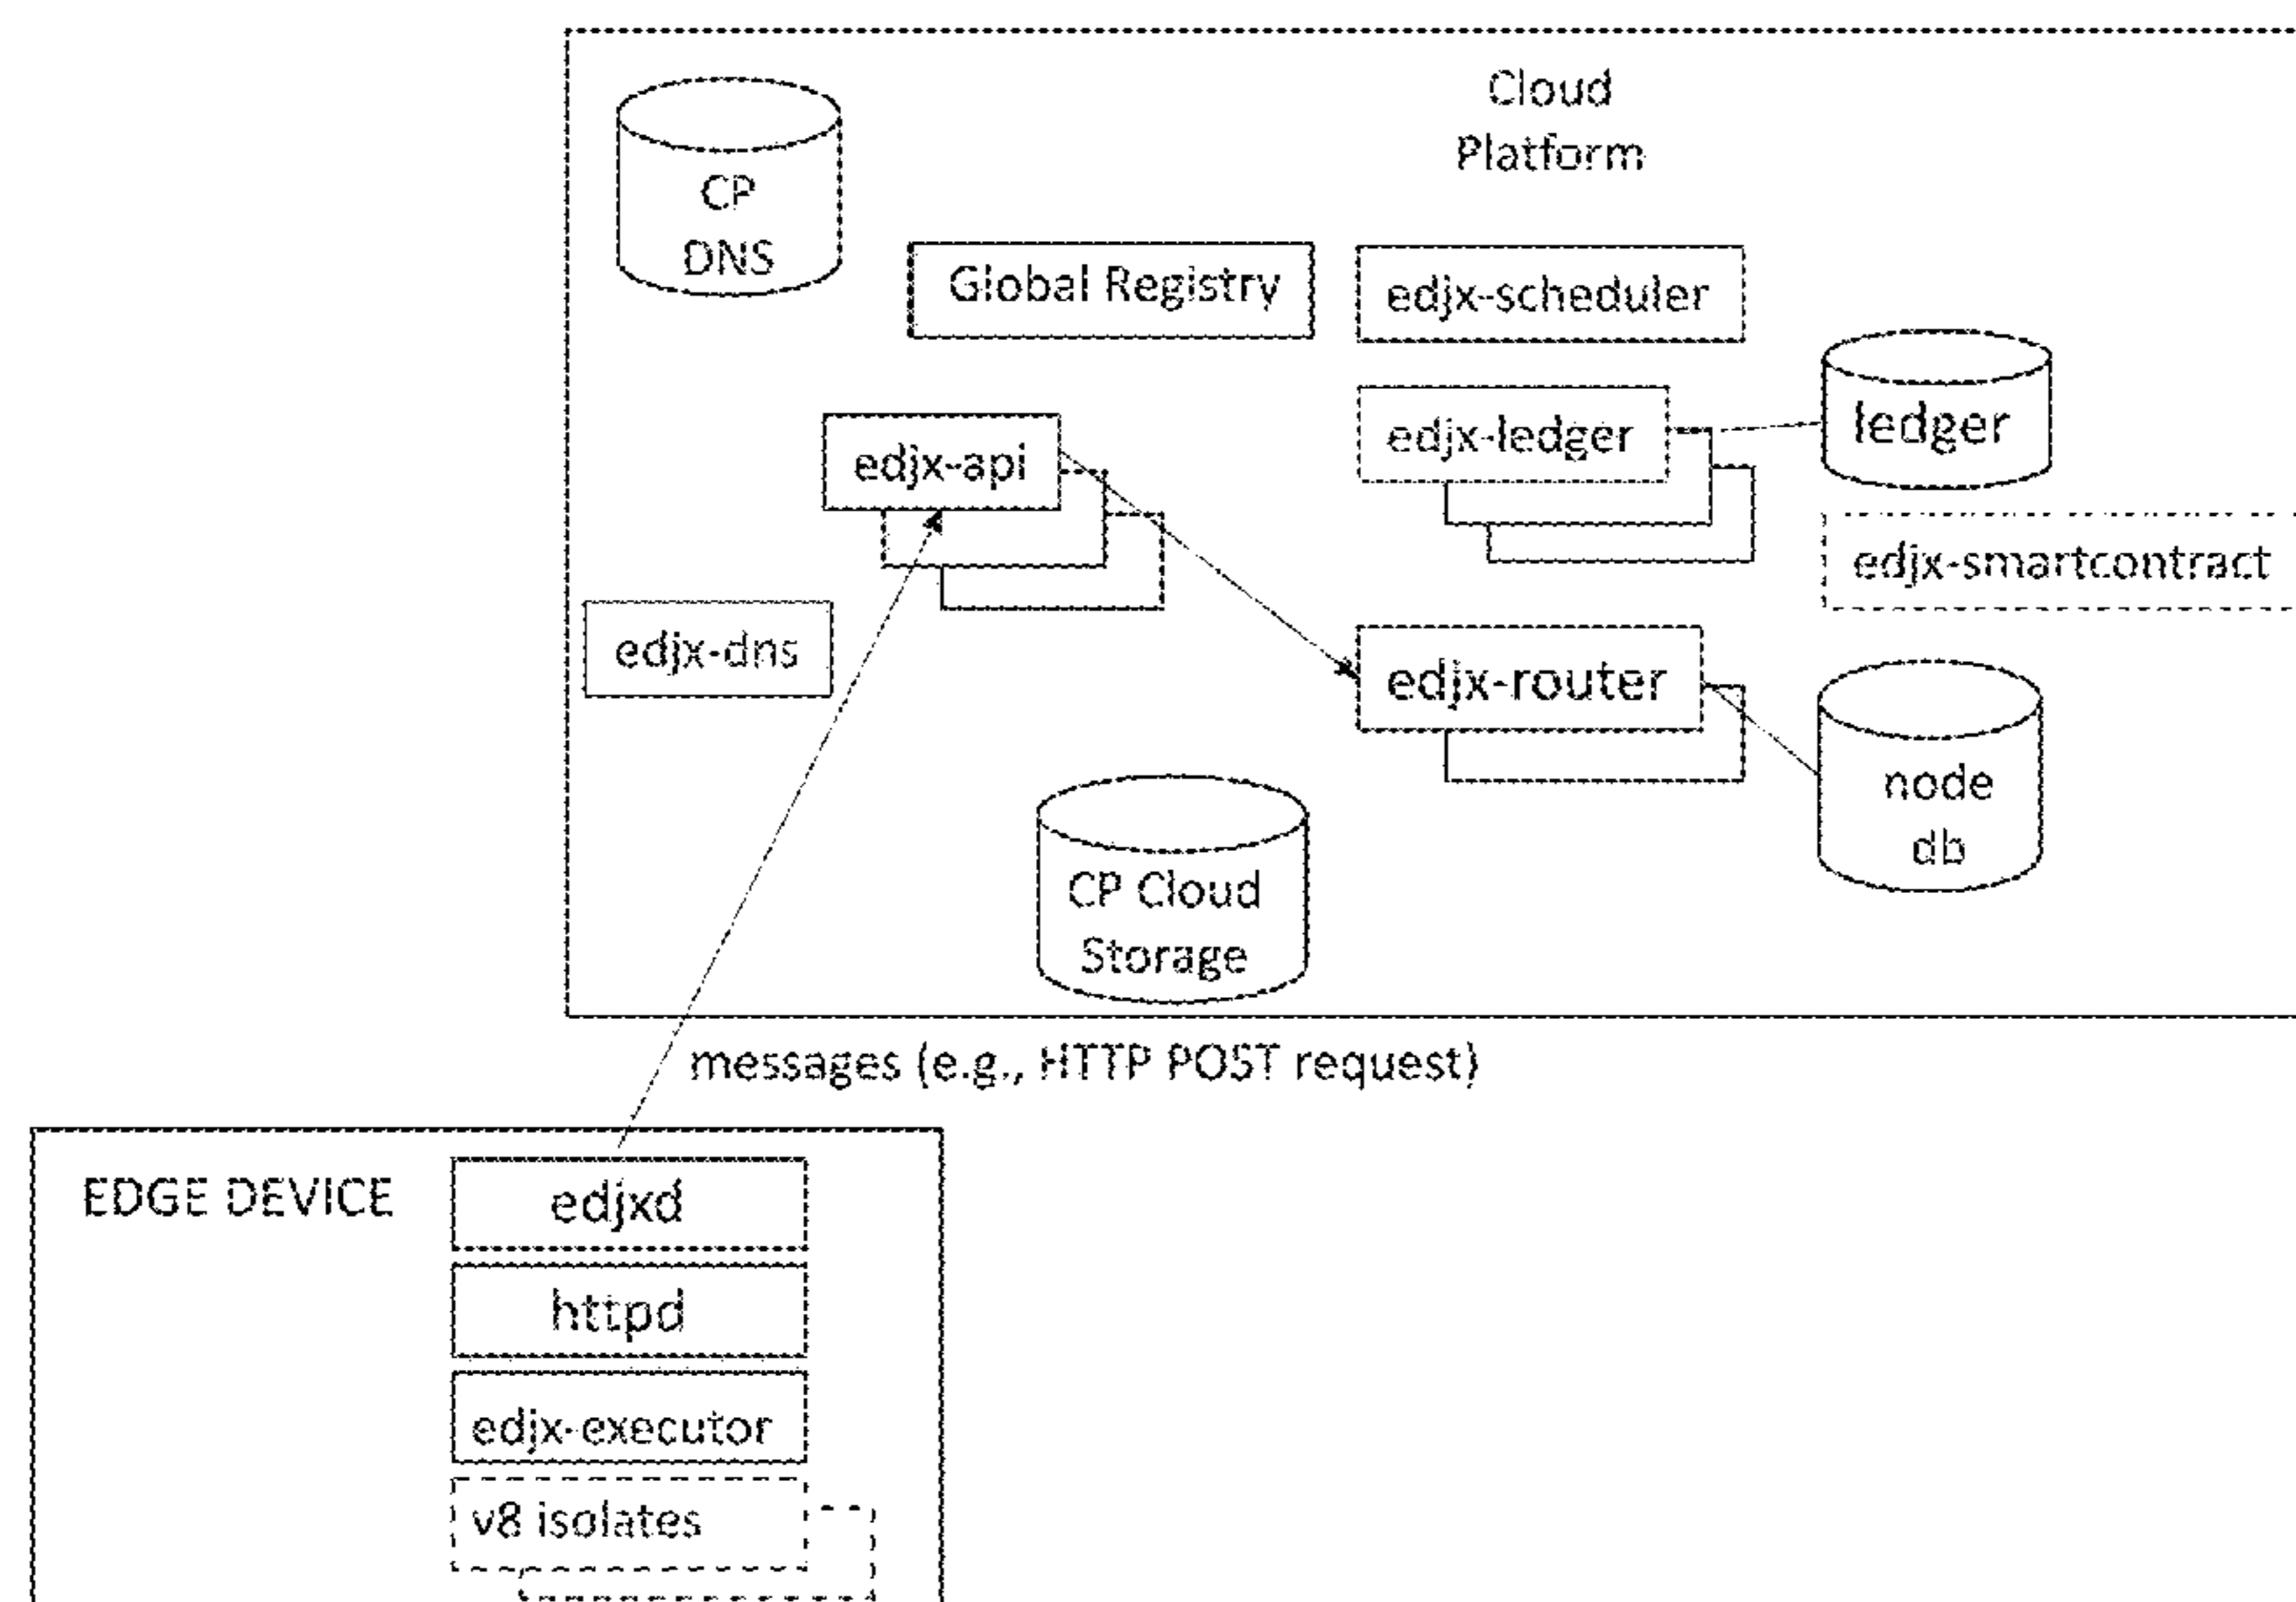 Cloud
Platform
CP
DNS
Global Registry
edjx-scheduler
edjx-ledger
ledger
edjx-api
edjx-smartcontract
edjx-dns
edjx-router
node
db
CP Cloud
Storage
messages (e.g., HTTP POST request)
EDGE DEVICE
edjxd
httpd
edjx-executor
v8 isolates